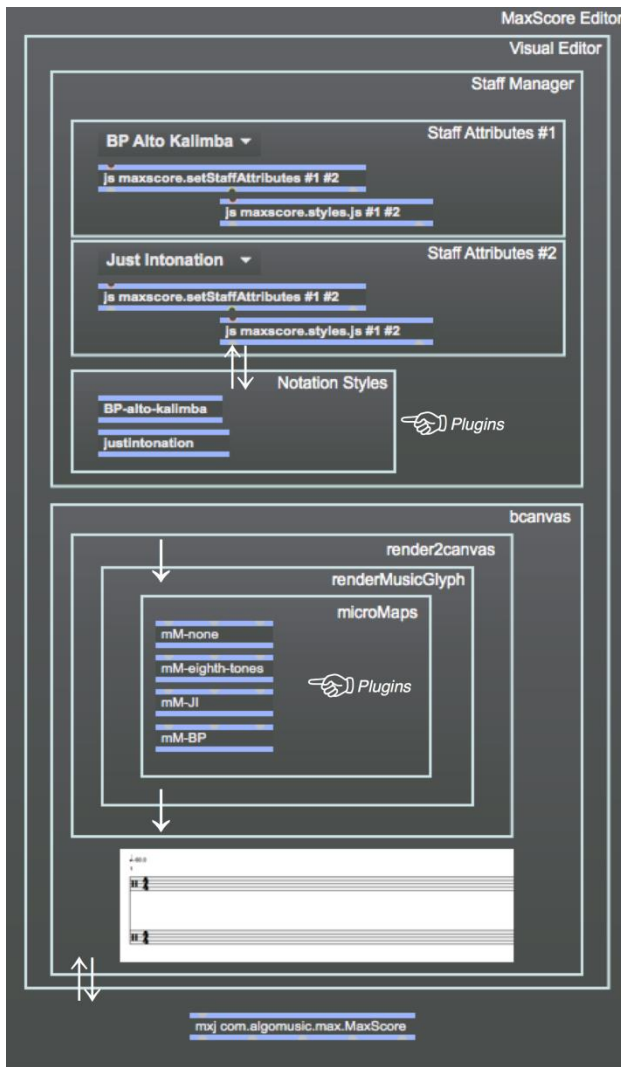 MaxScore Editor
Visual Editor
Staff Manager
Staff Attributes #1
BP Alto Kalimba
js maxscore.setStaffAttributes #1 #2
js maxscore.styles.js #1 #2
Staff Attributes #2
Just Intonation
js maxscore.setStaffAttributes #1 #2
js maxscore.styles.js #1 #2
Notation Styles
BP-alto-kalimba
justintonation
Plugins
bcanvas
render2canvas
renderMusicGlyph
microMaps
mM-none
mM-eighth-tones
mM-JI
mM-BP
Plugins
mxj com.algomusic.max.MaxScore